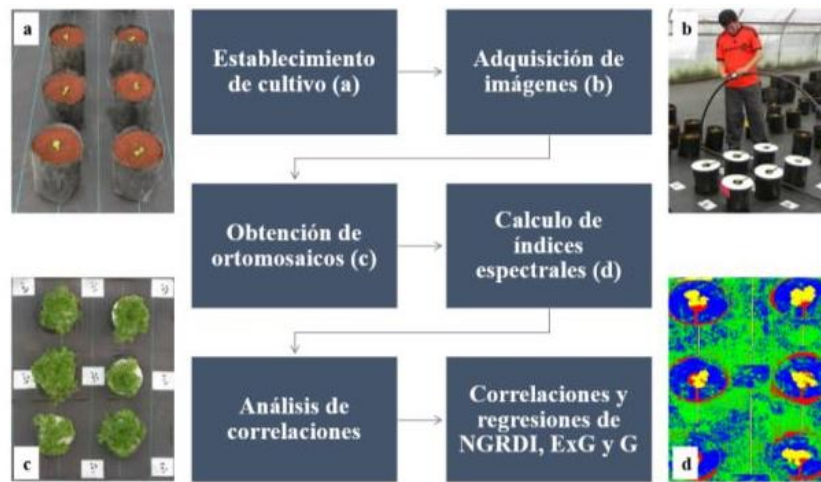 a
Establecimiento
de cultivo (a)
Adquisición de
imágenes (b)
b
Obtención de
ortomosaicos (c)
Calculo de
índices
espectrales (d)
Análisis de
correlaciones
Correlaciones y
regresiones de
NGRDI, ExG y G
c
d